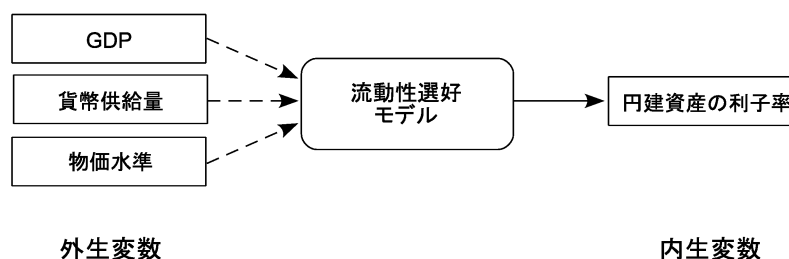 GDP
貨幣供給量
物価水準
流動性選好
モデル
円建資産の利子率
外生変数
内生変数